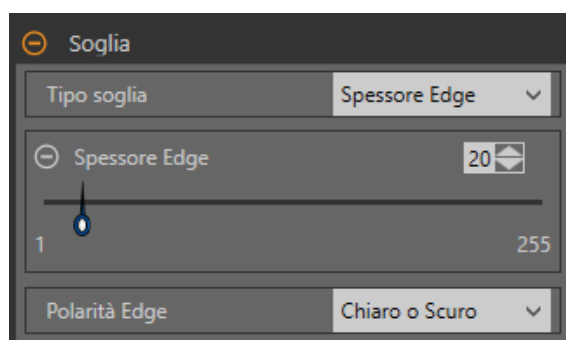 Soglia
Tipo soglia Spessore Edge
Spessore Edge 20
1 255
Polarità Edge Chiaro o Scuro